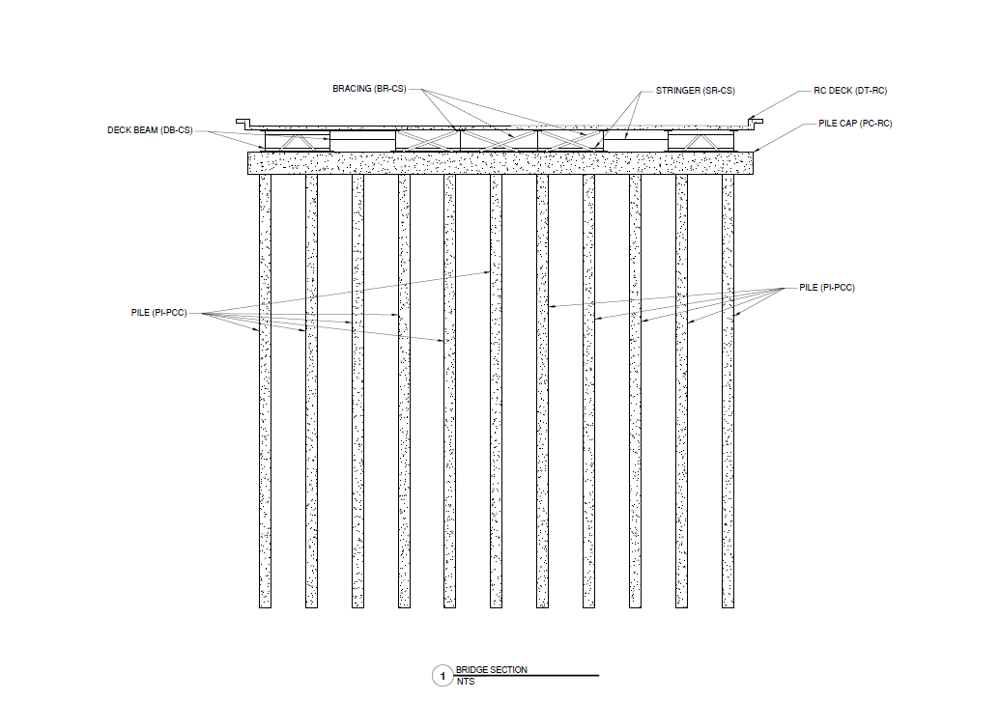 BRACING (BR-CS)
STRINGER (SR-CS)
RC DECK (DT-RC)
DECK BEAM (DB-CS)
PILE CAP (PC-RC)
PILE (PI-PCC)
PILE (PI-PCC)
1
BRIDGE SECTION
NTS